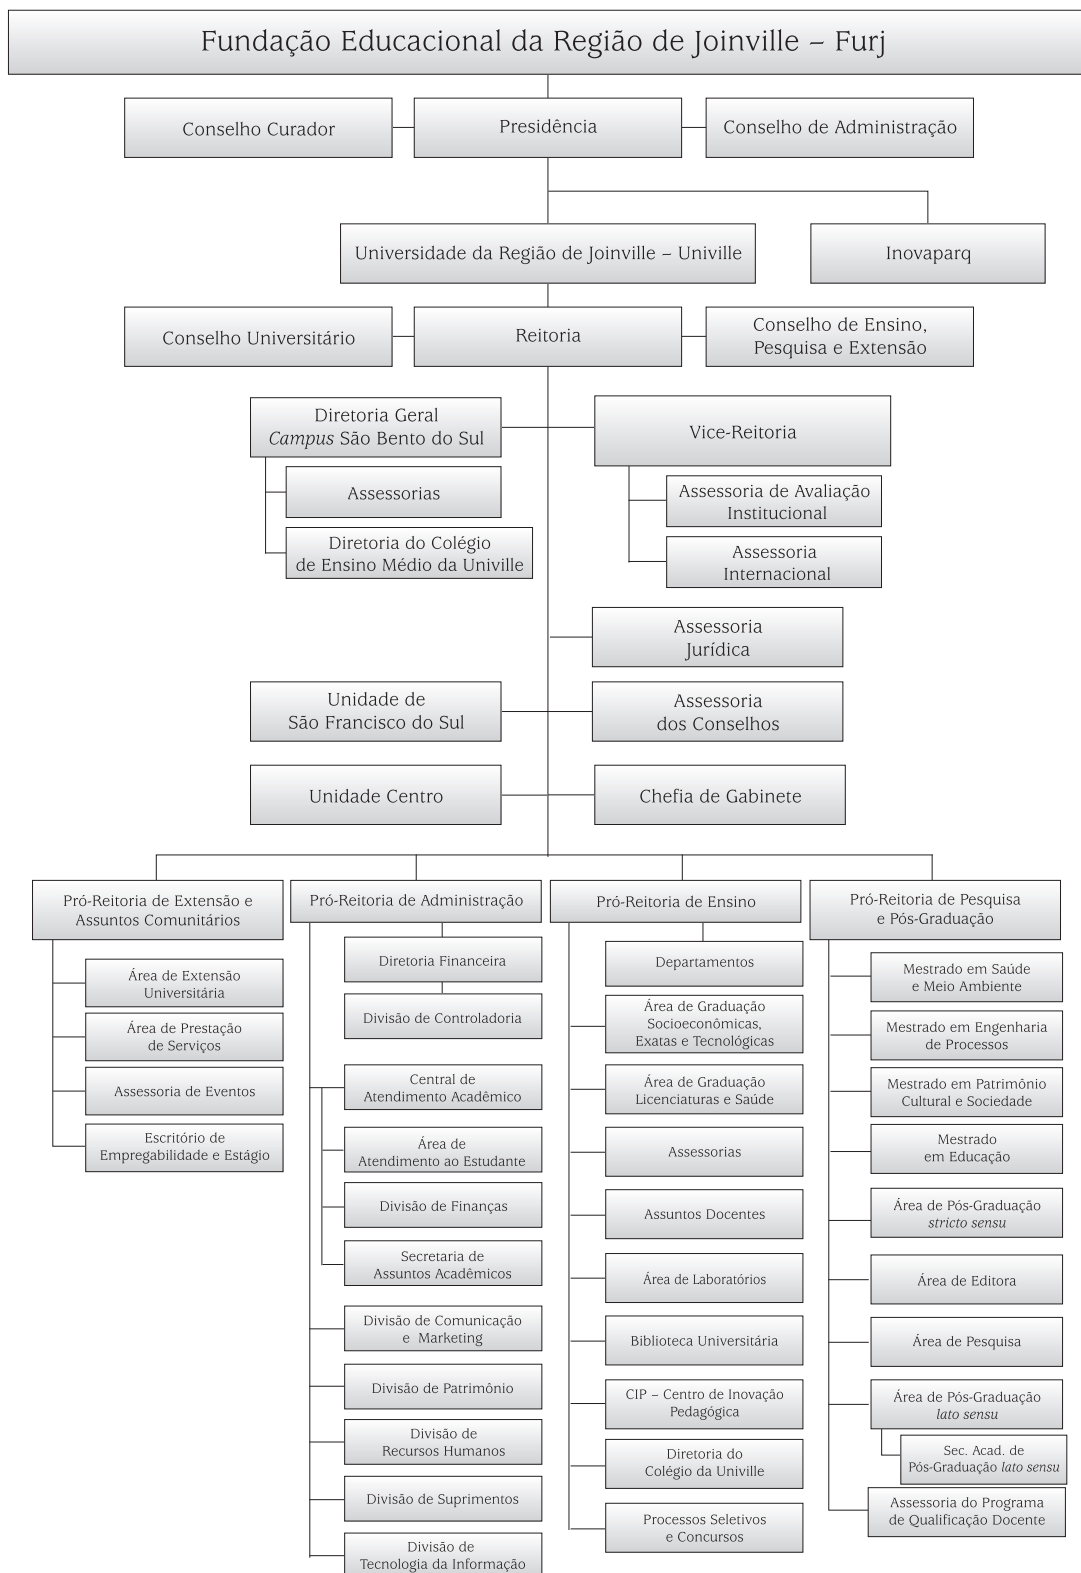 Fundação Educacional da Região de Joinville – Furj
Conselho Curador
Presidência
Conselho de Administração
Universidade da Região de Joinville – Univille
Inovaparq
Conselho Universitário
Reitoria
Conselho de Ensino,
Pesquisa e Extensão
Diretoria Geral
Campus São Bento do Sul
Assessorias
Diretoria do Colégio
de Ensino Médio da Univille
Vice-Reitoria
Assessoria de Avaliação
Institucional
Assessoria
Internacional
Assessoria
Jurídica
Unidade de
São Francisco do Sul
Assessoria
dos Conselhos
Unidade Centro
Chefia de Gabinete
Pró-Reitoria de Extensão e
Assuntos Comunitários
Área de Extensão
Universitária
Área de Prestação
de Serviços
Assessoria de Eventos
Escritório de
Empregabilidade e Estágio
Pró-Reitoria de Administração
Diretoria Financeira
Divisão de Controladoria
Central de
Atendimento Acadêmico
Área de
Atendimento ao Estudante
Divisão de Finanças
Secretaria de
Assuntos Acadêmicos
Divisão de Comunicação
e Marketing
Divisão de Patrimônio
Divisão de
Recursos Humanos
Divisão de Suprimentos
Divisão de
Tecnologia da Informação
Pró-Reitoria de Ensino
Departamentos
Área de Graduação
Socioeconômicas,
Exatas e Tecnológicas
Área de Graduação
Licenciaturas e Saúde
Assessorias
Assuntos Docentes
Área de Laboratórios
Biblioteca Universitária
CIP – Centro de Inovação
Pedagógica
Diretoria do
Colégio da Univille
Processos Seletivos
e Concursos
Pró-Reitoria de Pesquisa
e Pós-Graduação
Mestrado em Saúde
e Meio Ambiente
Mestrado em Engenharia
de Processos
Mestrado em Patrimônio
Cultural e Sociedade
Mestrado
em Educação
Área de Pós-Graduação
stricto sensu
Área de Editora
Área de Pesquisa
Área de Pós-Graduação
lato sensu
Sec. Acad. de
Pós-Graduação lato sensu
Assessoria do Programa
de Qualificação Docente